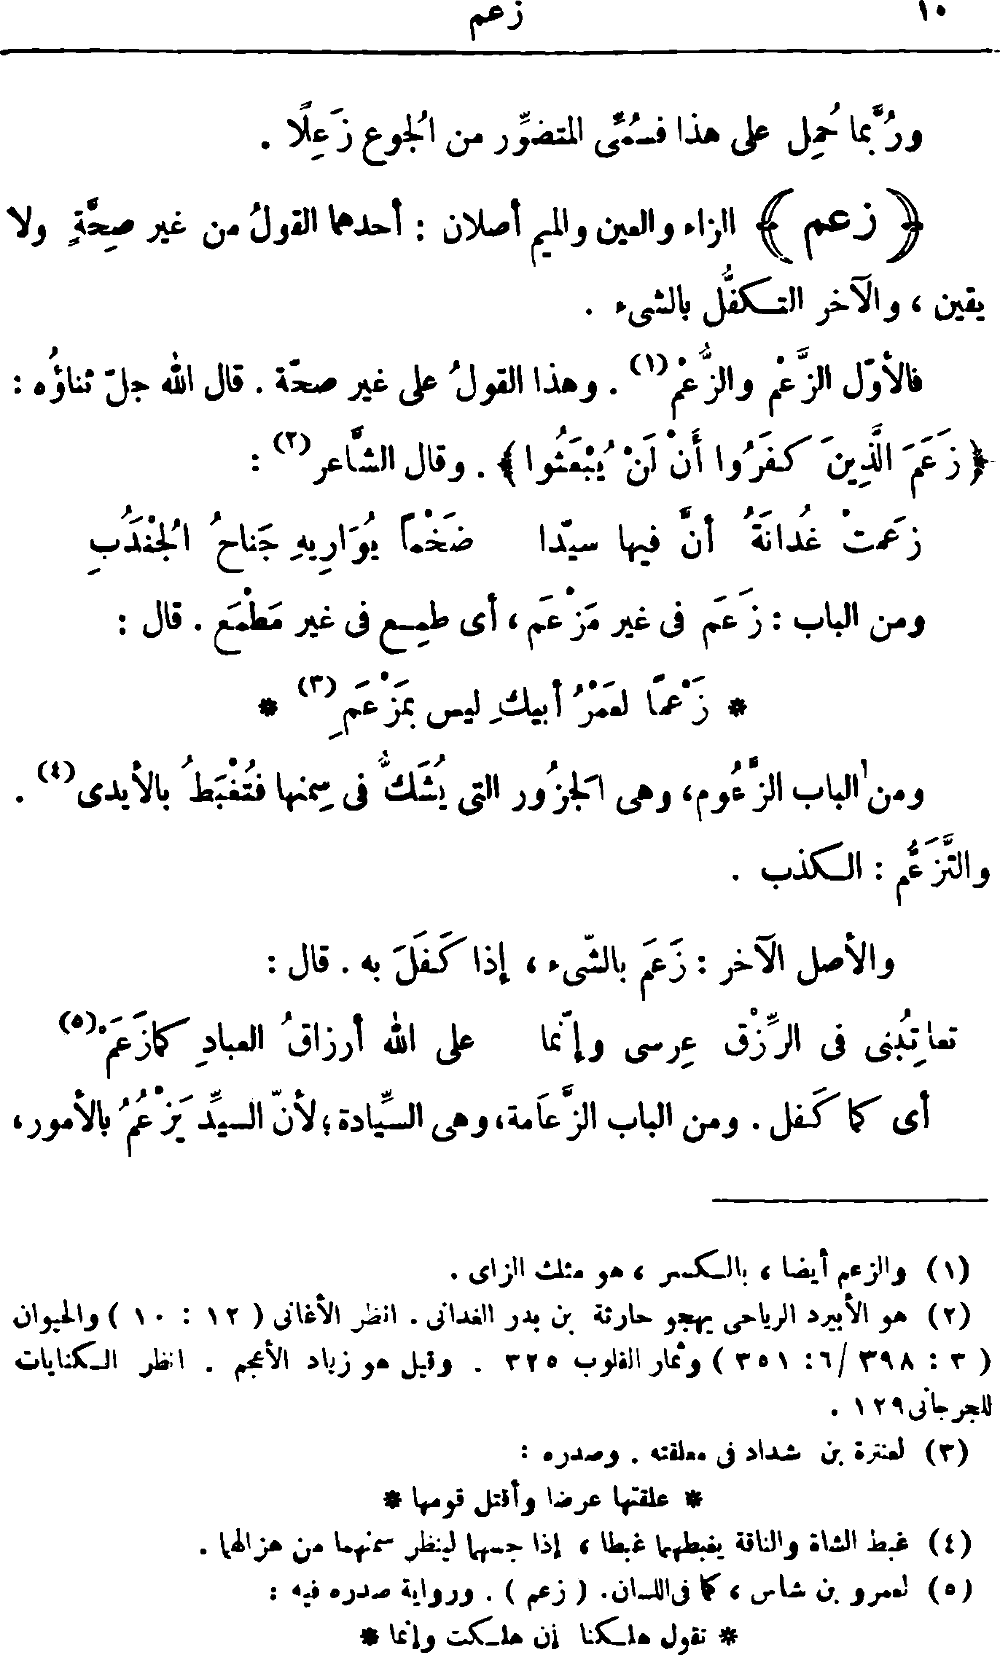 ١٠ زعم
ورُبَّما حُمِل على هذا فسُمِّى المتضوِّر من الجُوع زَعِلًا .
﴿ زعم ﴾ الزاء والعين والميم أصلان : أحدهما القولُ من غير صِحَّةٍ ولا
يقين ، والآخر التكفُّل بالشىء .
فالأوّل الزَّعْم والزُّعْم(١) . وهذا القولُ على غير صحّة . قال الله جلّ ثناؤُه :
﴿ زَعَمَ الَّذِينَ كَفَرُوا أَنْ لَنْ يُبْعَثُوا ﴾ . وقال الشَّاعر(٢) :
زعَمتْ غُدانَةُ أنَّ فيها سيّدا ضَخْماً يُوَارِيهِ جَناحُ الجُنْدَُبِ
ومن الباب : زَعَم فى غير مَزْعَم ، أى طمِع فى غير مَطْمَع . قال :
* زَعْمًا لعَمْرُ أبيكِ ليس بمَزْعَمِ(٣) *
ومن الباب الزَّعُوم، وهى الجَزُور التى يُشَكُّ فى سِمنها فتُغْبَطُ بالأيدى(٤) .
والتَّزَعُّم : الكذب .
والأصل الآخر : زَعَمَ بالشّىء ، إذا كَفَلَ به . قال :
تعاتِبُنى فى الرِّزْق عِرسى وإنّما على الله أرزاقُ العبادِ كمازَعَمْ(٥)
أى كما كَفل . ومن الباب الزَّعَامة، وهى السِّيادة؛ لأنّ السيِّد يَزْعُمُ بالأمور،
(١) والزعم أيضا ، بالكسر ، هو مثلث الزاى .
(٢) هو الأبيرد الرياحى يهجو حارثة بن بدر الغدانى . انظر الأغانى ( ١٢ : ١٠ ) والحيوان
( ٣ : ٣٩٨ / ٦ : ٣٥١ ) وثمار القلوب ٣٢٥ . وقيل هو زياد الأعجم . انظر الكنايات
للجرجانى ١٢٩ .
(٣) لعنترة بن شداد فى معلقته . وصدره :
* علقتها عرضا وأقتل قومها *
(٤) غبط الشاة والناقة يغبطهما غبطا ، إذا جسهما لينظر سمنهما من هزالهما .
(٥) لعمرو بن شاس ، كما فى اللسان. ( زعم ) . ورواية صدره فيه :
* تقول هلكنا إن هلكت وإنما *